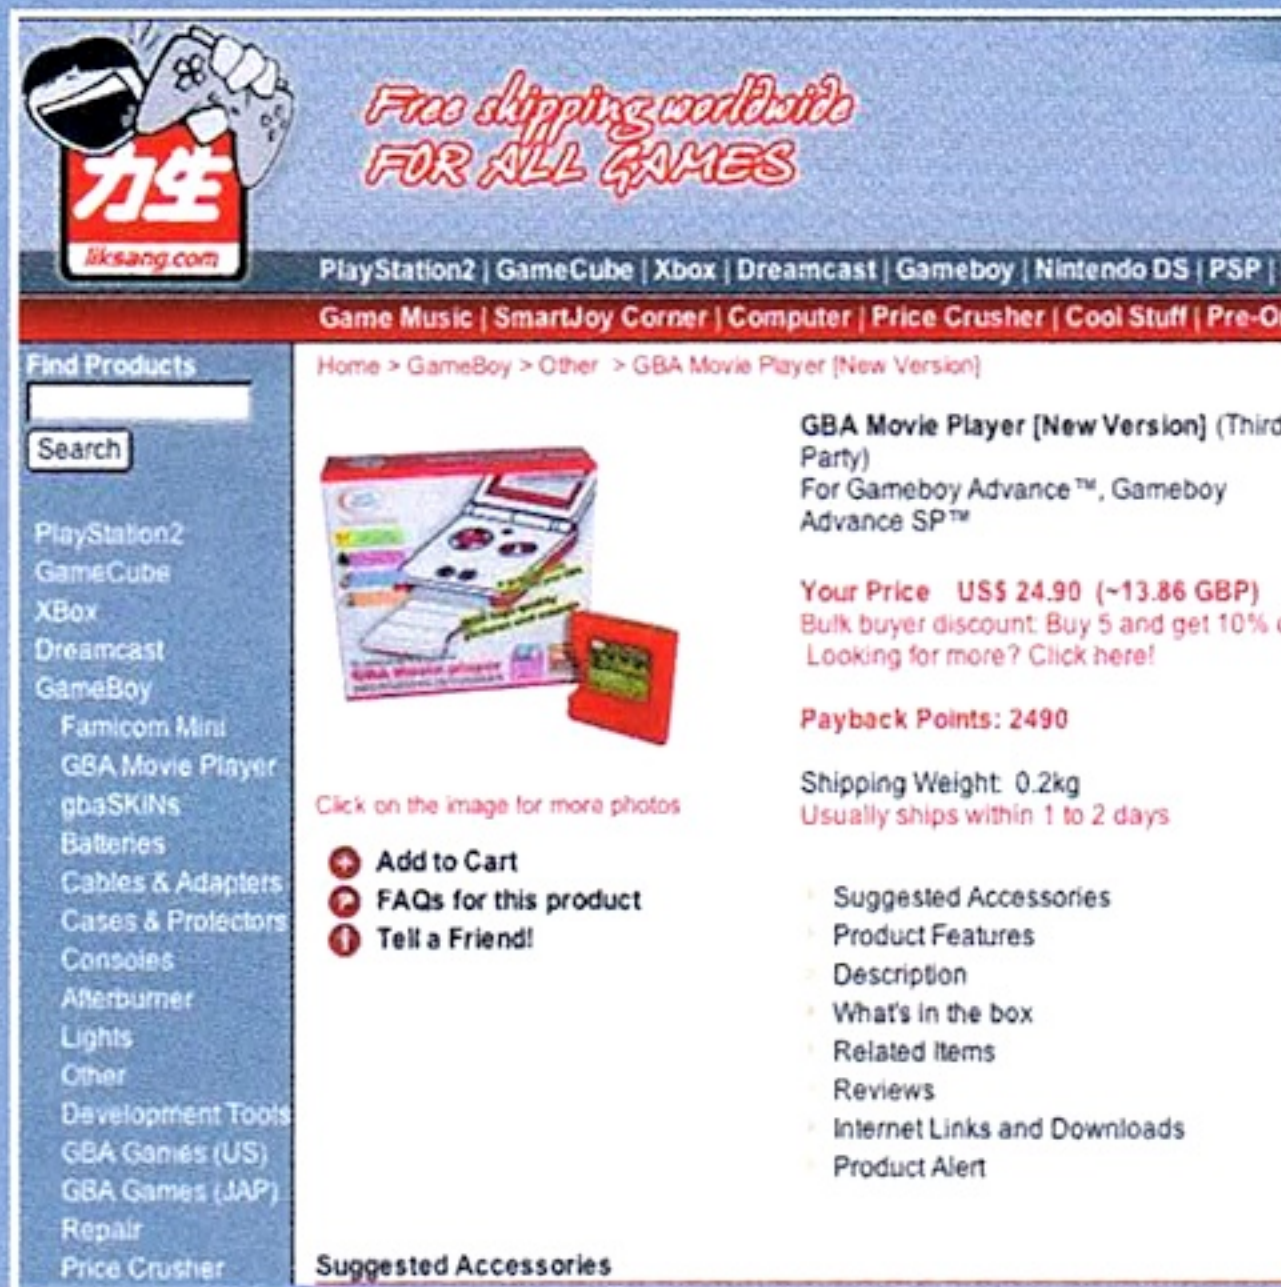 Free shipping worldwide
FOR ALL GAMES
力生
liksang.com
PlayStation2 | GameCube | Xbox | Dreamcast | Gameboy | Nintendo DS | PSP |
Game Music | SmartJoy Corner | Computer | Price Crusher | Cool Stuff | Pre-O
Find Products
Search
PlayStation2
GameCube
XBox
Dreamcast
GameBoy
Famicom Mini
GBA Movie Player
gbaSKINs
Batteries
Cables & Adapters
Cases & Protectors
Consoles
Afterburner
Lights
Other
Development Tools
GBA Games (US)
GBA Games (JAP)
Repair
Price Crusher
Home > GameBoy > Other > GBA Movie Player [New Version]
GBA Movie Player
Click on the image for more photos
Add to Cart
FAQs for this product
Tell a Friend!
GBA Movie Player [New Version] (Third
Party)
For Gameboy Advance™, Gameboy
Advance SP™
Your Price US$ 24.90 (~13.86 GBP)
Bulk buyer discount: Buy 5 and get 10% o
Looking for more? Click here!
Payback Points: 2490
Shipping Weight: 0.2kg
Usually ships within 1 to 2 days
Suggested Accessories
Product Features
Description
What's in the box
Related Items
Reviews
Internet Links and Downloads
Product Alert
Suggested Accessories